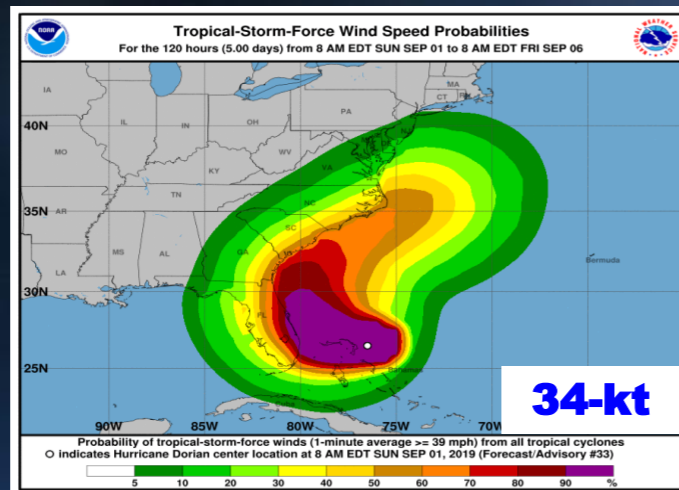 NOAA
Tropical-Storm-Force Wind Speed Probabilities
For the 120 hours (5.00 days) from 8 AM EDT SUN SEP 01 to 8 AM EDT FRI SEP 06
IA
IL
IN
OH
PA
MA
CT
NJ
40N
MO
WV
KY
VA
TN
NC
35N
AR
SC
MS
AL
GA
LA
Bermuda
30N
FL
25N
Bahamas
Cuba
34-kt
90W 85W 80W 75W 70W
Probability of tropical-storm-force winds (1-minute average >= 39 mph) from all tropical cyclones
O indicates Hurricane Dorian center location at 8 AM EDT SUN SEP 01, 2019 (Forecast/Advisory #33)
5 10 20 30 40 50 60 70 80 90 %